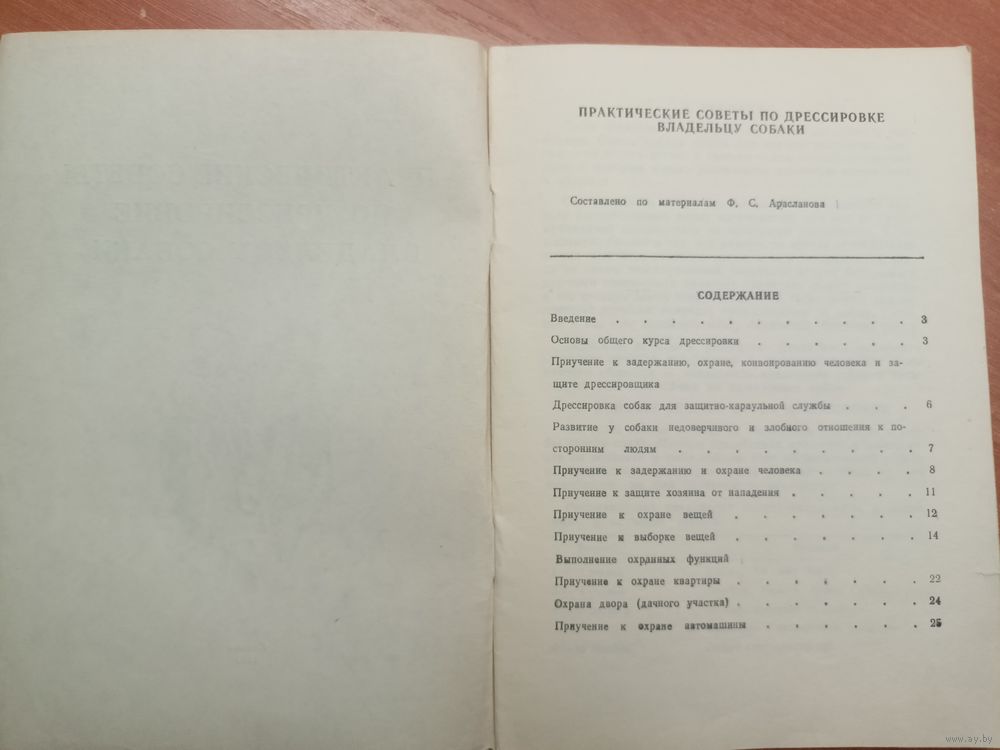 ПРАКТИЧЕСКИЕ СОВЕТЫ ПО ДРЕССИРОВКЕ
ВЛАДЕЛЬЦУ СОБАКИ
Составлено по материалам Ф. С. Арасланова
СОДЕРЖАНИЕ
Введение . . . . . . . . . . . 3
Основы общего курса дрессировки . . . . . . 3
Приучение к задержанию, охране, конвоированию человека и за-
щите дрессировщика
Дрессировка собак для защитно-караульной службы . . . 6
Развитие у собаки недоверчивого и злобного отношения к по-
сторонним людям . . . . . . . . . 7
Приучение к задержанию и охране человека . . . . 8
Приучение к защите хозяина от нападения . . . . . 11
Приучение к охране вещей . . . . . . . 12
Приучение к выборке вещей . . . . . . . 14
Выполнение охранных функций
Приучение к охране квартиры . . . . . . . 22
Охрана двора (дачного участка) . . . . . . . 24
Приучение к охране автомашины . . . . . . 25
www.ay.by